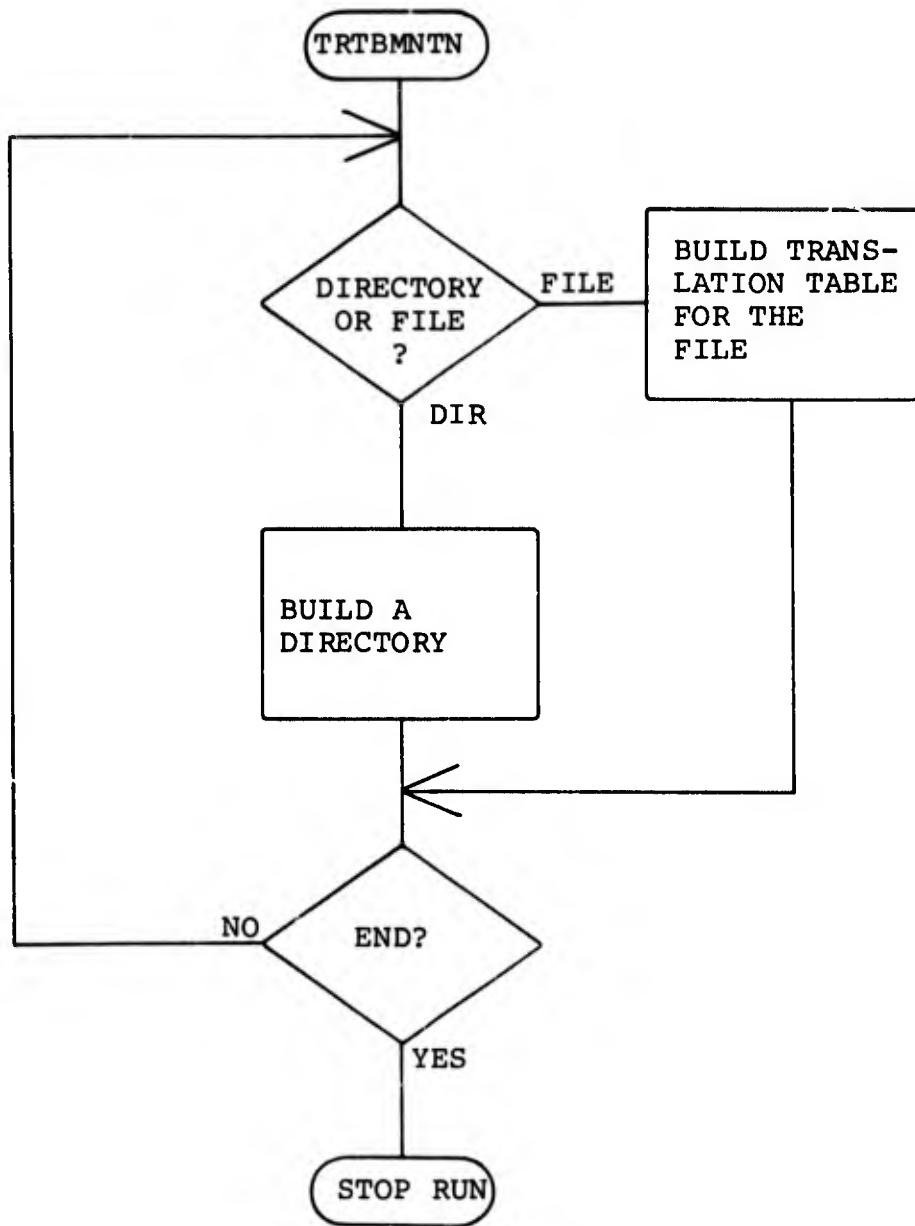 TRTBMNTN
DIRECTORY
OR FILE
?
FILE
BUILD TRANS-
LATION TABLE
FOR THE
FILE
DIR
BUILD A
DIRECTORY
NO
END?
YES
STOP RUN